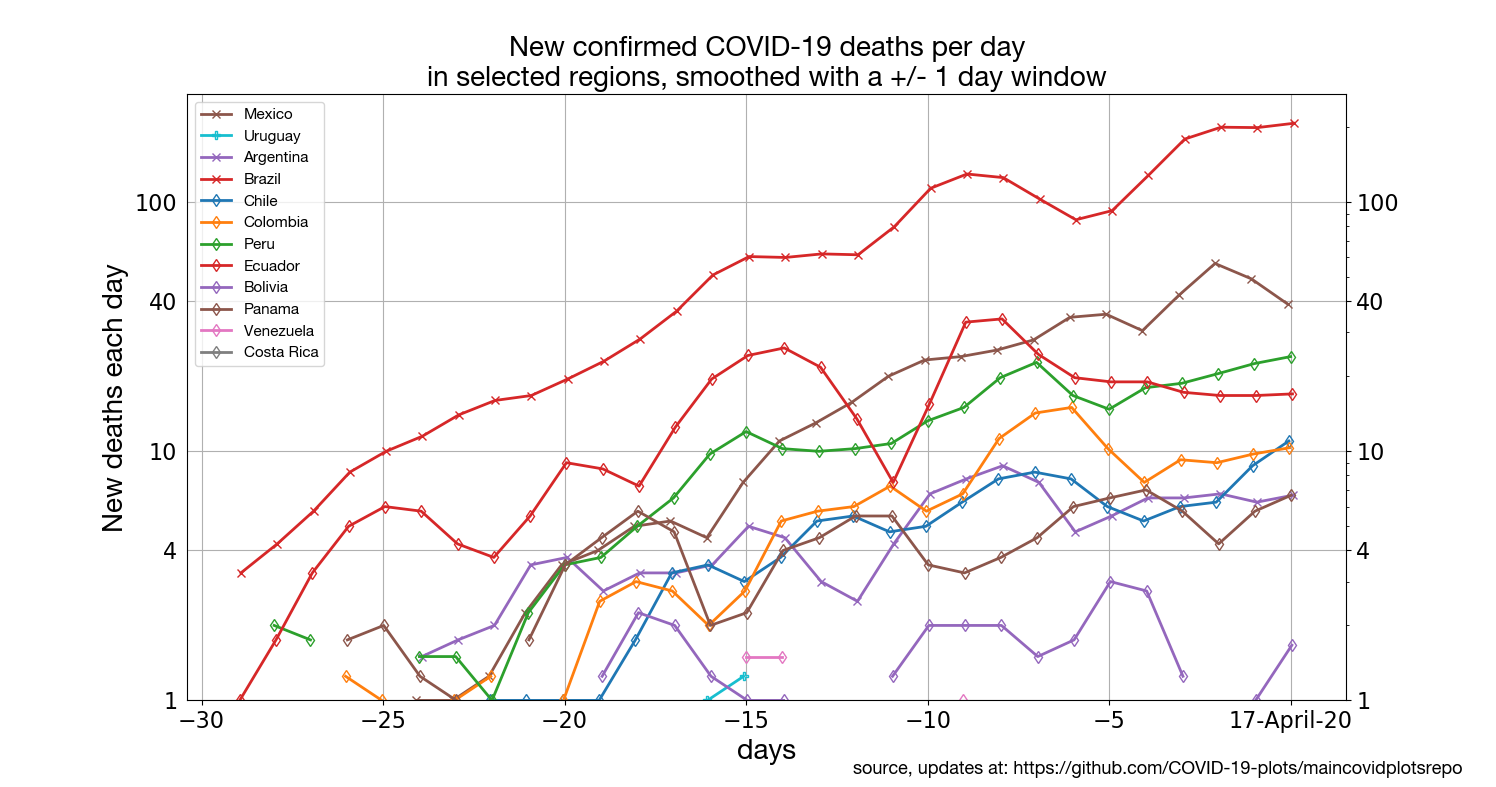 New confirmed COVID-19 deaths per day
in selected regions, smoothed with a +/- 1 day window
Mexico
Uruguay
Argentina
Brazil
Chile
Colombia
Peru
Ecuador
Bolivia
Panama
Venezuela
Costa Rica
New deaths each day
100
40
10
4
1
100
40
10
4
1
−30
−25
−20
−15
−10
−5
17-April-20
days
source, updates at: https://github.com/COVID-19-plots/maincovidplotsrepo